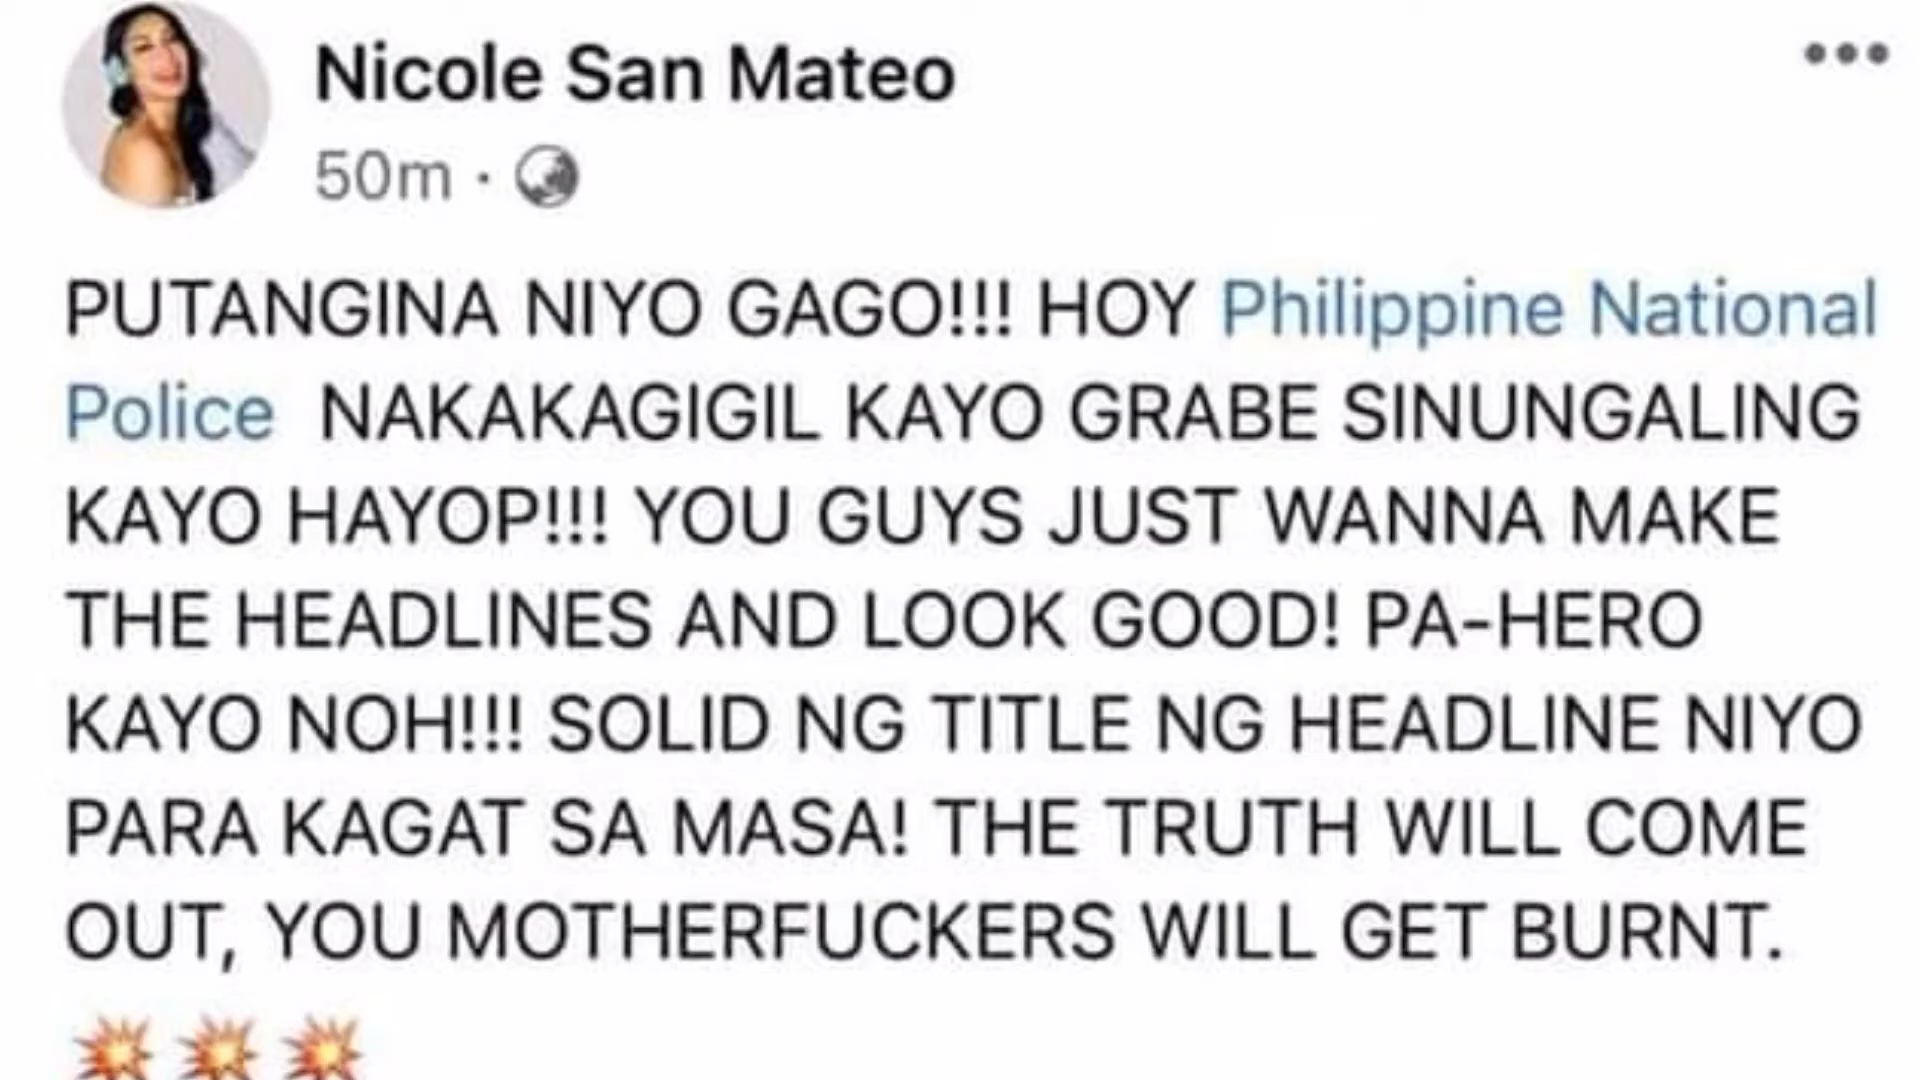 Nicole San Mateo
50m ·
PUTANGINA NIYO GAGO!!! HOY Philippine National
Police NAKAKAGIGIL KAYO GRABE SINUNGALING
KAYO HAYOP!!! YOU GUYS JUST WANNA MAKE
THE HEADLINES AND LOOK GOOD! PA-HERO
KAYO NOH!!! SOLID NG TITLE NG HEADLINE NIYO
PARA KAGAT SA MASA! THE TRUTH WILL COME
OUT, YOU MOTHERFUCKERS WILL GET BURNT.
💥💥💥